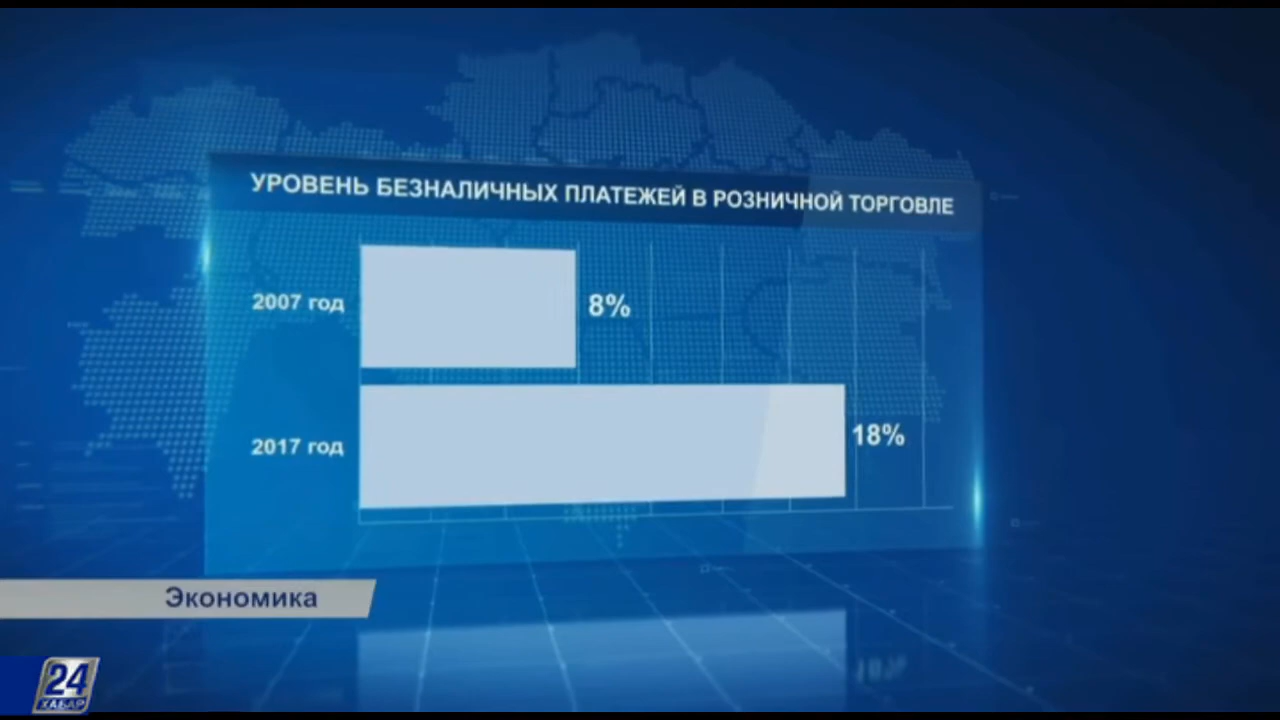 УРОВЕНЬ БЕЗНАЛИЧНЫХ ПЛАТЕЖЕЙ В РОЗНИЧНОЙ ТОРГОВЛЕ
2007 год
8%
2017 год
18%
Экономика
24
ХАБАР